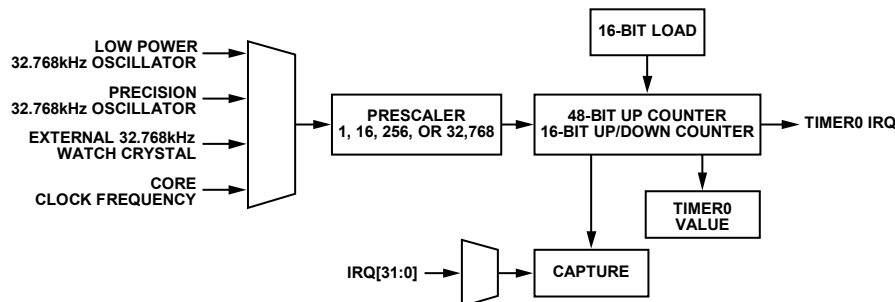 LOW POWER
32.768kHz OSCILLATOR
PRECISION
32.768kHz OSCILLATOR
EXTERNAL 32.768kHz
WATCH CRYSTAL
CORE
CLOCK FREQUENCY
PRESCALER
1, 16, 256, OR 32,768
16-BIT LOAD
48-BIT UP COUNTER
16-BIT UP/DOWN COUNTER
TIMER0 IRQ
TIMER0
VALUE
IRQ[31:0]
CAPTURE